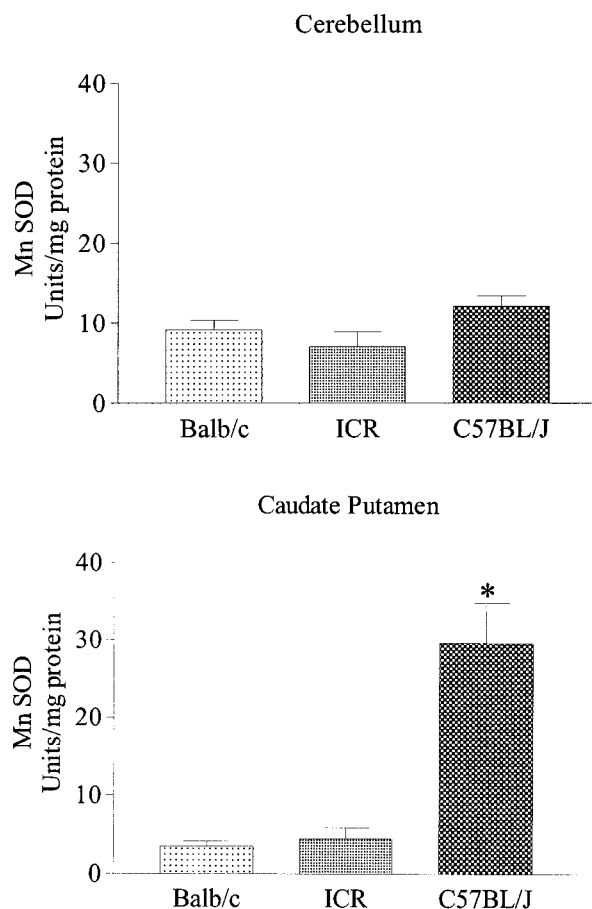 Cerebellum
40
30
20
10
0
Mn SOD
Units/mg protein
Balb/c ICR C57BL/J
Caudate Putamen
40
30
20
10
0
Mn SOD
Units/mg protein
*
Balb/c ICR C57BL/J